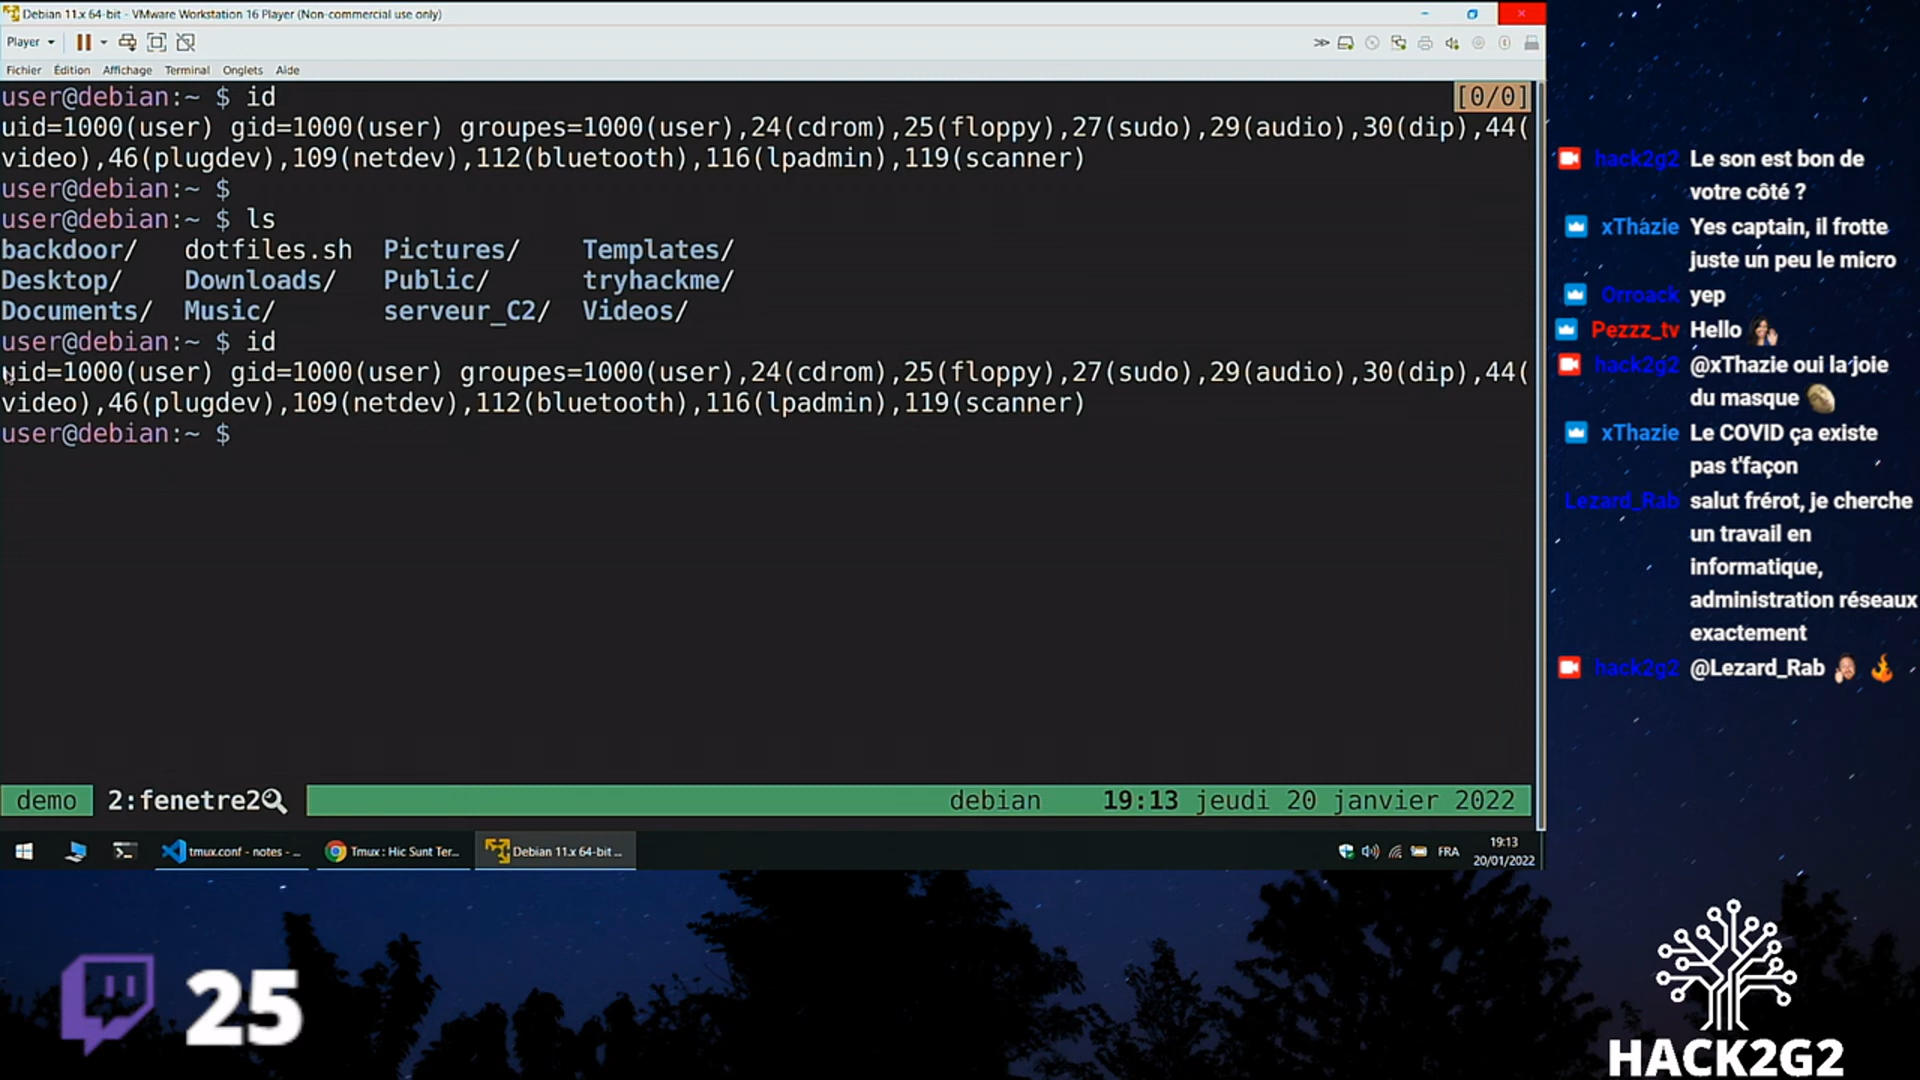 Debian 11.x 64-bit - VMware Workstation 16 Player (Non-commercial use only)
Player
Fichier Édition Affichage Terminal Onglets Aide
user@debian:~ $ id
[0/0]
uid=1000(user) gid=1000(user) groupes=1000(user),24(cdrom),25(floppy),27(sudo),29(audio),30(dip),44(
video),46(plugdev),109(netdev),112(bluetooth),116(lpadmin),119(scanner)
user@debian:~ $
user@debian:~ $ ls
backdoor/ dotfiles.sh Pictures/ Templates/
Desktop/ Downloads/ Public/ tryhackme/
Documents/ Music/ serveur_C2/ Videos/
user@debian:~ $ id
uid=1000(user) gid=1000(user) groupes=1000(user),24(cdrom),25(floppy),27(sudo),29(audio),30(dip),44(
video),46(plugdev),109(netdev),112(bluetooth),116(lpadmin),119(scanner)
user@debian:~ $
demo 2:fenetre2 debian 19:13 jeudi 20 janvier 2022
tmux.conf - notes - ...
Tmux : Hic Sunt Ter...
Debian 11.x 64-bit ...
FRA
19:13
20/01/2022
hack2g2 Le son est bon de
votre côté ?
xThazie Yes captain, il frotte
juste un peu le micro
Orroack yep
Pezzz_tv Hello
hack2g2 @xThazie oui la joie
du masque
xThazie Le COVID ça existe
pas t'façon
Lezard_Rab salut frérot, je cherche
un travail en
informatique,
administration réseaux
exactement
hack2g2 @Lezard_Rab
25
HACK2G2